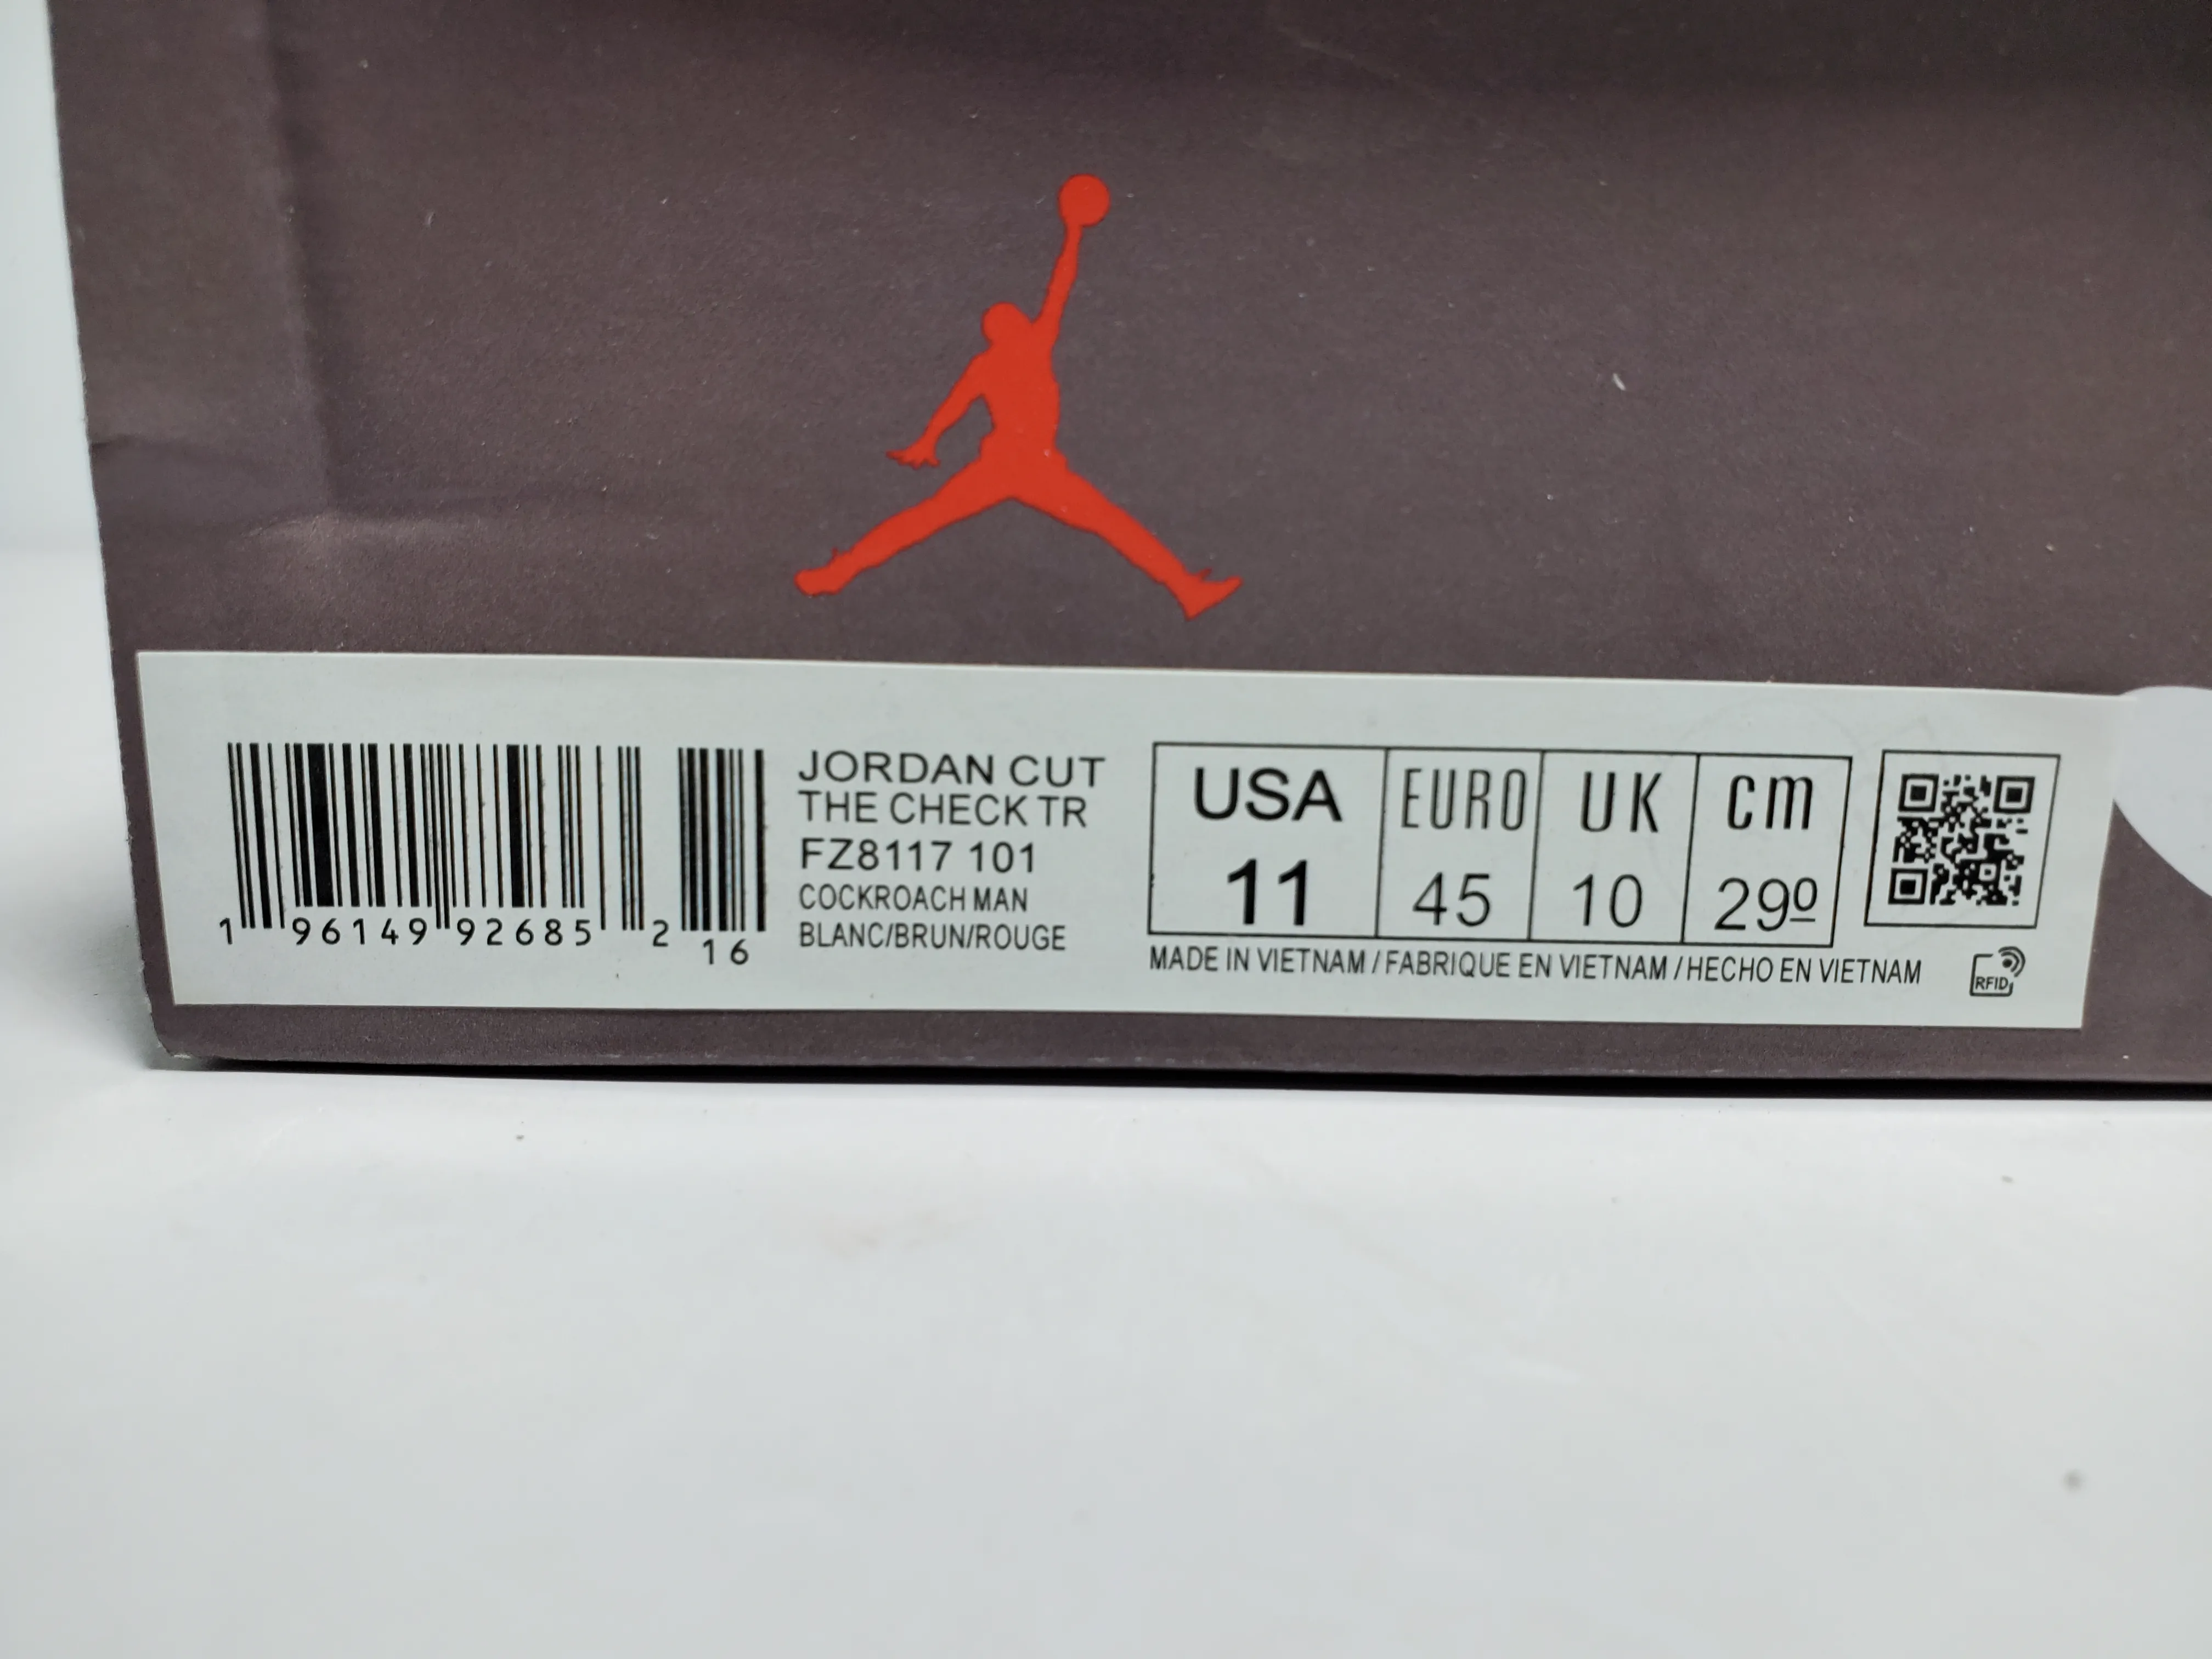 JORDAN CUT
THE CHECK TR
FZ8117 101
COCKROACH MAN
BLANC/BRUN/ROUGE
1 96149 92685 2 16
USA EURO UK cm
11 45 10 29º
MADE IN VIETNAM / FABRIQUE EN VIETNAM / HECHO EN VIETNAM
RFID